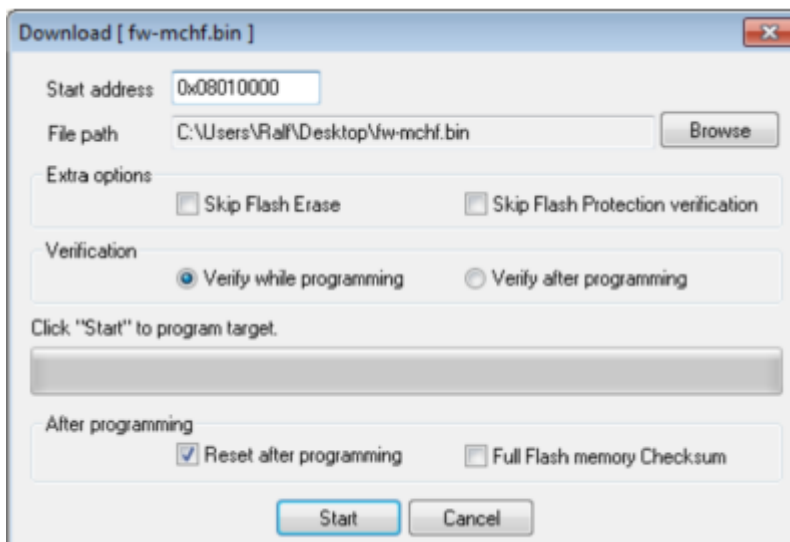 Download [ fw-mchf.bin ]
Start address 0x08010000
File path C:\Users\Ralf\Desktop\fw-mchf.bin Browse
Extra options
Skip Flash Erase Skip Flash Protection verification
Verification
Verify while programming Verify after programming
Click "Start" to program target.
After programming
Reset after programming Full Flash memory Checksum
Start Cancel